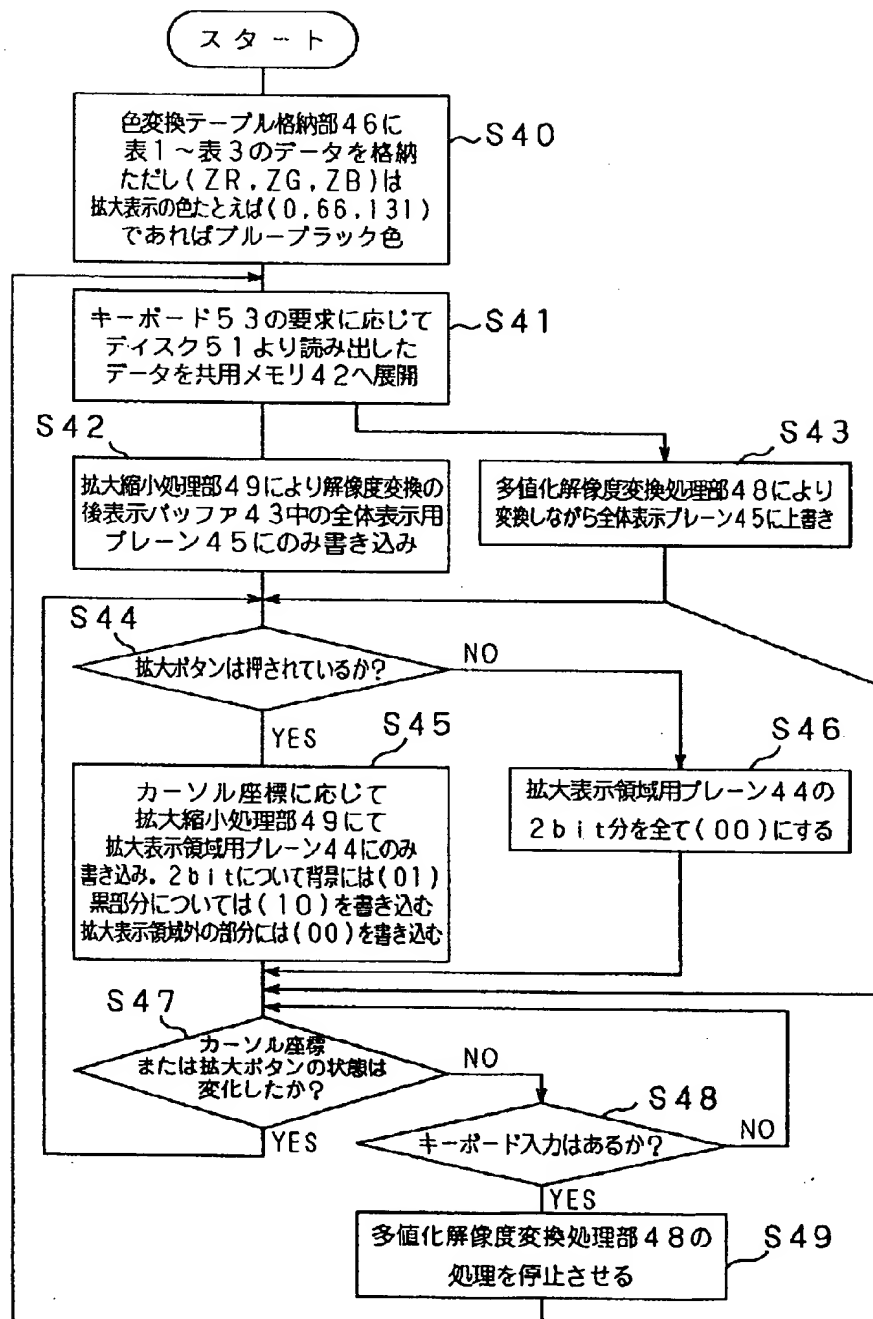 スタート
色変換テーブル格納部46に
表1~表3のデータを格納
ただし(ZR,ZG,ZB)は
拡大表示の色たとえば(0,66,131)
であればブルーブラック色
S40
キーボード53の要求に応じて
ディスク51より読み出した
データを共用メモリ42へ展開
S41
S42
拡大縮小処理部49により解像度変換の
後表示バッファ43中の全体表示用
プレーン45にのみ書き込み
S43
多値化解像度変換処理部48により
変換しながら全体表示プレーン45に上書き
S44
拡大ボタンは押されているか?
NO
YES
S45
カーソル座標に応じて
拡大縮小処理部49にて
拡大表示領域用プレーン44にのみ
書き込み.2bitについて背景には(01)
黒部分については(10)を書き込む
拡大表示領域外の部分には(00)を書き込む
S46
拡大表示領域用プレーン44の
2bit分を全て(00)にする
S47
カーソル座標
または拡大ボタンの状態は
変化したか?
NO
YES
S48
キーボード入力はあるか?
NO
YES
多値化解像度変換処理部48の
処理を停止させる
S49